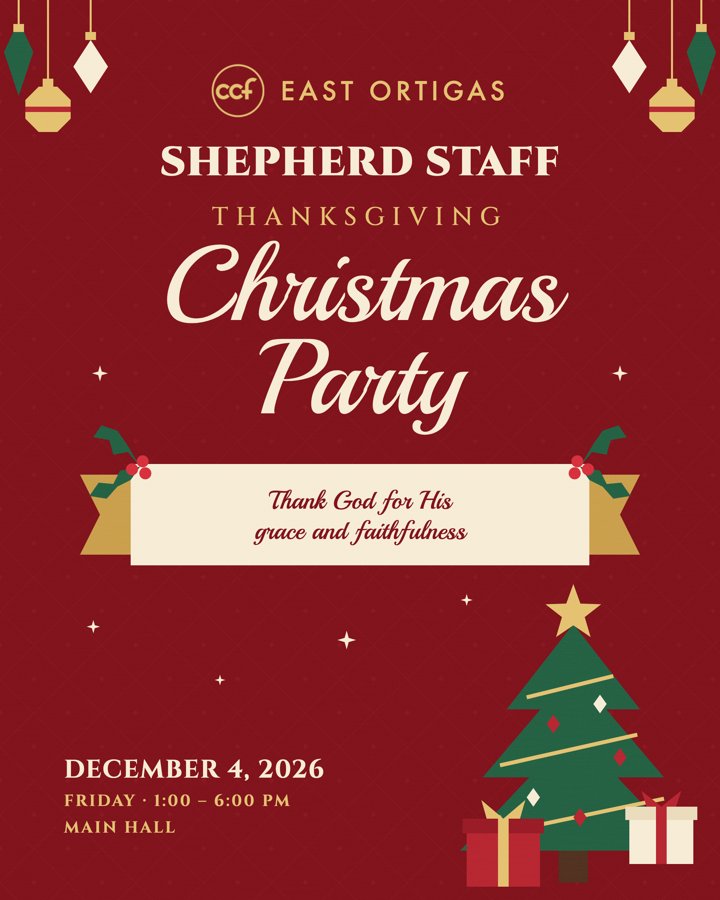 ccf EAST ORTIGAS
SHEPHERD STAFF
THANKSGIVING
Christmas
Party
Thank God for His
grace and faithfulness
DECEMBER 4, 2026
FRIDAY · 1:00 – 6:00 PM
MAIN HALL